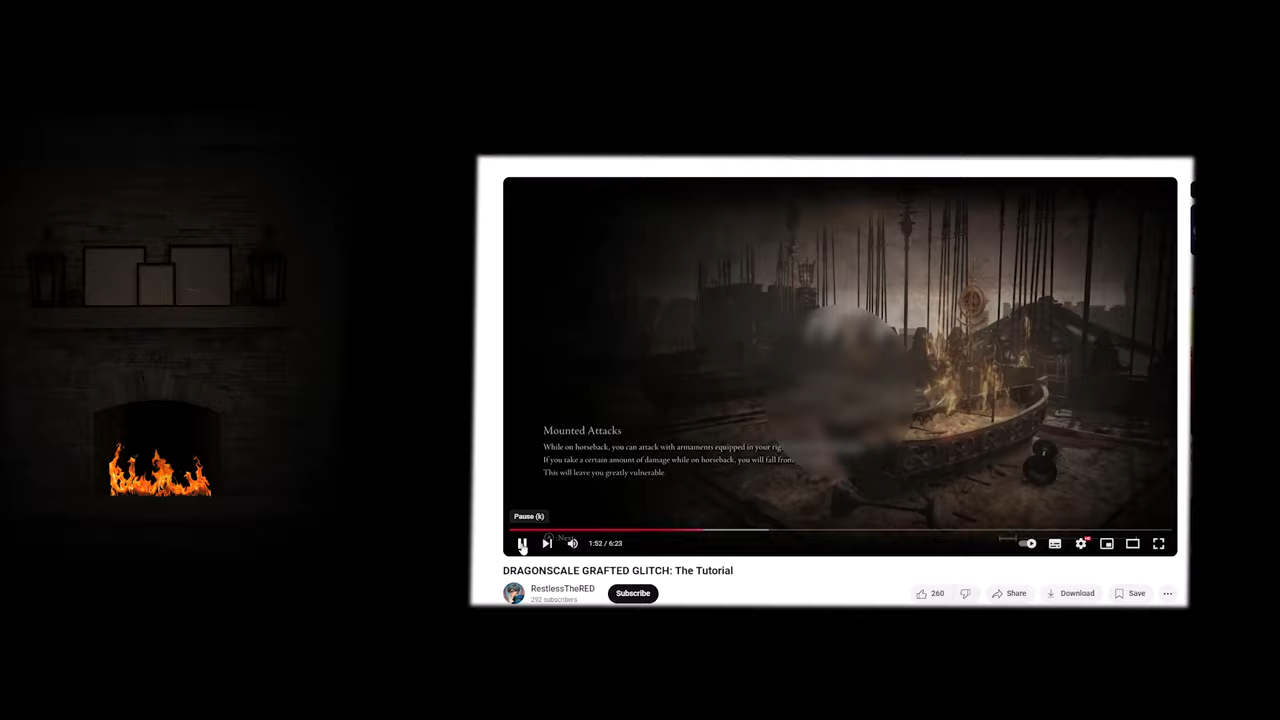 Mounted Attacks
While on horseback, you can attack with armaments equipped in your rig
If you take a certain amount of damage while on horseback, you will fall from
This will leave you greatly vulnerable.
Pause (k)
1:52 / 6:23
DRAGONSCALE GRAFTED GLITCH: The Tutorial
RestlessTheRED
292 subscribers
Subscribe
260
Share
Download
Save